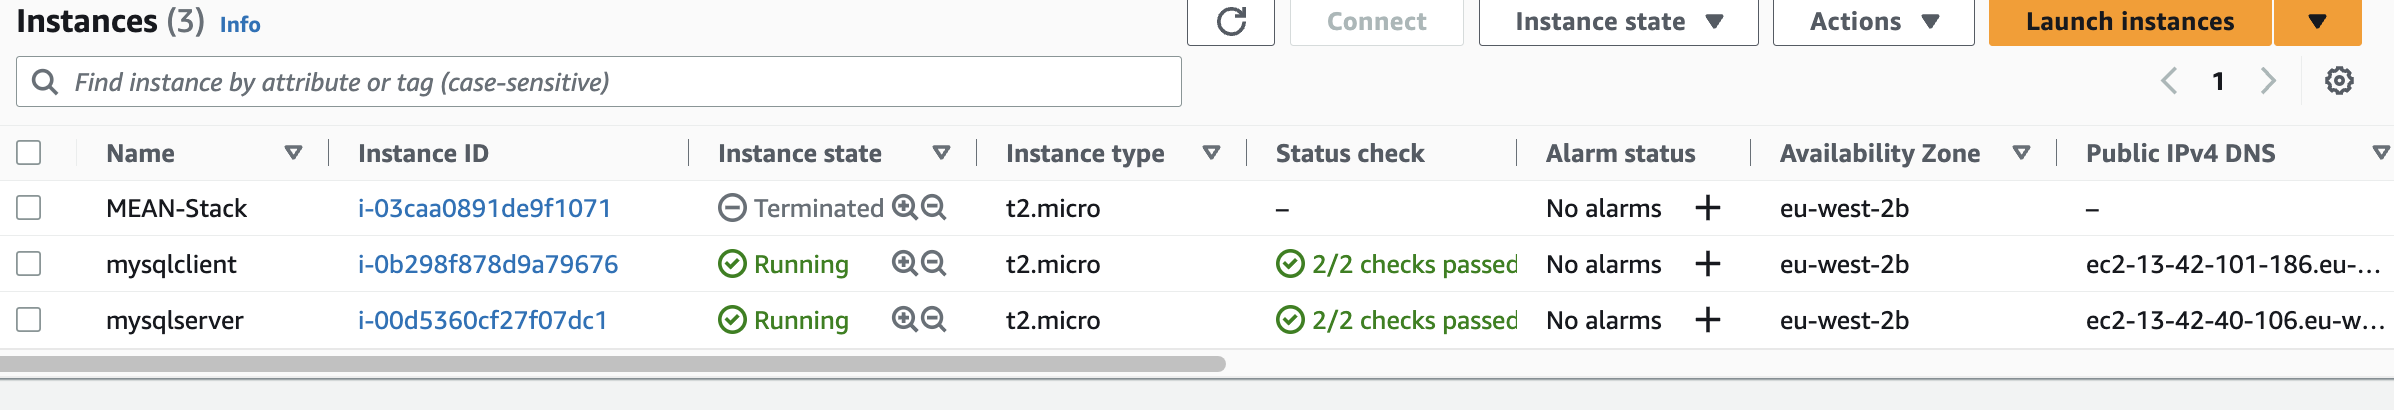 Instances (3) Info Connect Instance state Actions Launch instances
Find instance by attribute or tag (case-sensitive) 1
Name Instance ID Instance state Instance type Status check Alarm status Availability Zone Public IPv4 DNS
MEAN-Stack i-03caa0891de9f1071 Terminated t2.micro – No alarms + eu-west-2b –
mysqlclient i-0b298f878d9a79676 Running t2.micro 2/2 checks passed No alarms + eu-west-2b ec2-13-42-101-186.eu-...
mysqlserver i-00d5360cf27f07dc1 Running t2.micro 2/2 checks passed No alarms + eu-west-2b ec2-13-42-40-106.eu-w...